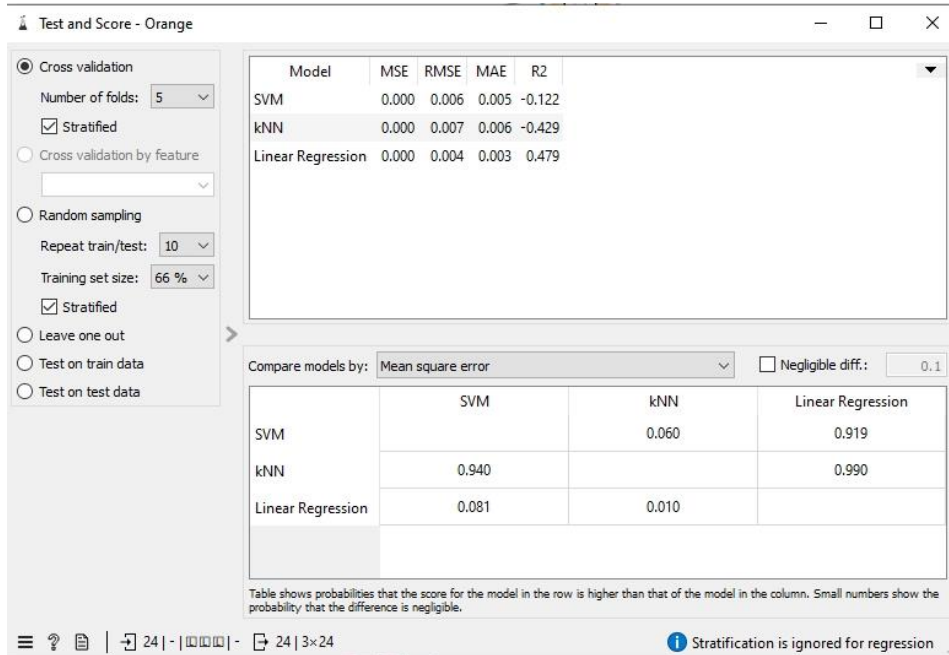 Test and Score - Orange
Cross validation
Number of folds: 5
Stratified
Cross validation by feature
Random sampling
Repeat train/test: 10
Training set size: 66 %
Stratified
Leave one out
Test on train data
Test on test data
Model MSE RMSE MAE R2
SVM 0.000 0.006 0.005 -0.122
kNN 0.000 0.007 0.006 -0.429
Linear Regression 0.000 0.004 0.003 0.479
Compare models by: Mean square error Negligible diff.: 0.1
SVM kNN Linear Regression
SVM 0.060 0.919
kNN 0.940 0.990
Linear Regression 0.081 0.010
Table shows probabilities that the score for the model in the row is higher than that of the model in the column. Small numbers show the
probability that the difference is negligible.
24 | - | - 24 | 3×24
Stratification is ignored for regression